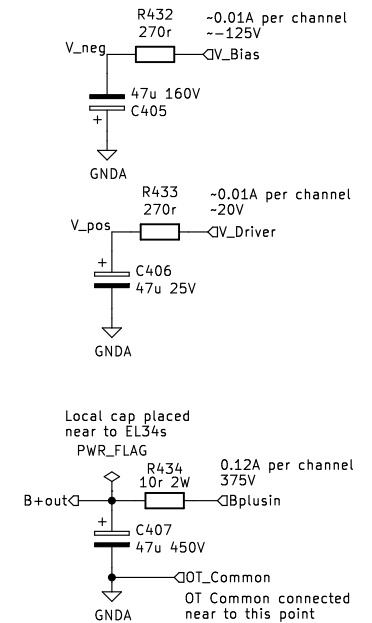 R432
270r
~0.01A per channel
~-125V
V_neg
V_Bias
47u 160V
C405
+
GNDA
R433
270r
~0.01A per channel
~20V
V_pos
V_Driver
+
C406
47u 25V
GNDA
Local cap placed
near to EL34s
PWR_FLAG
R434
10r 2W
0.12A per channel
375V
B+out
Bplusin
+
C407
47u 450V
OT_Common
GNDA
OT Common connected
near to this point